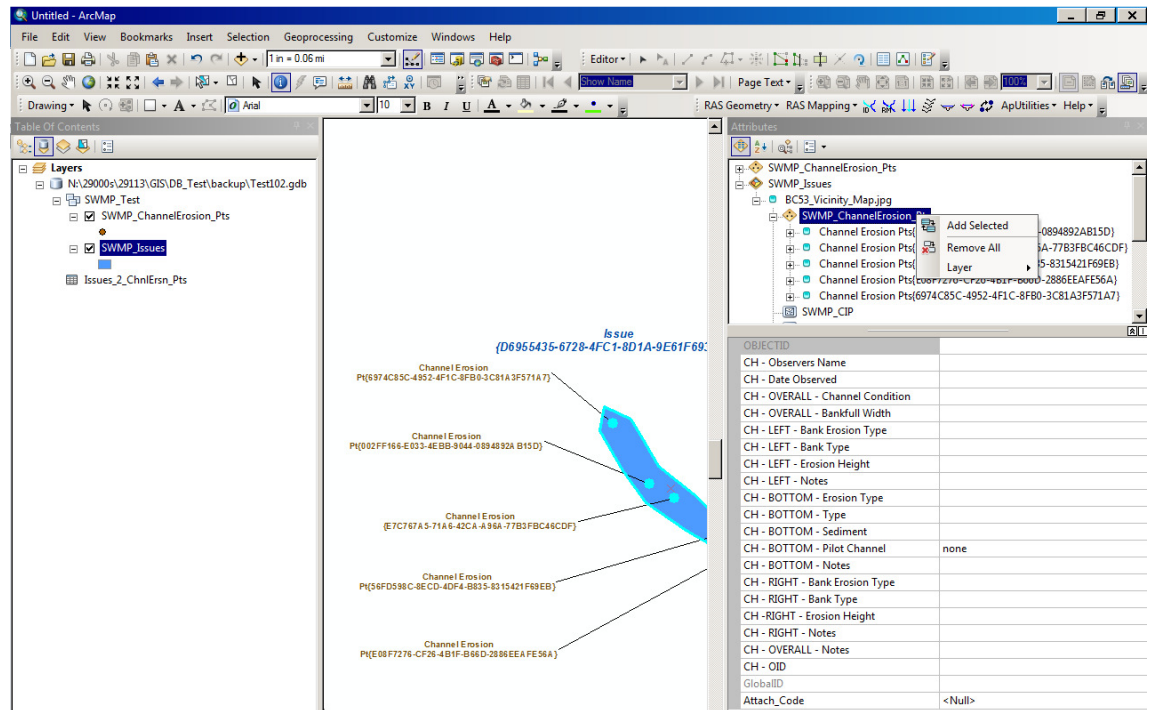 Untitled - ArcMap
File Edit View Bookmarks Insert Selection Geoprocessing Customize Windows Help
1 in = 0.06 mi
Editor
Show Name
Page Text
100%
Drawing
A
Arial
10
B I U A
RAS Geometry RAS Mapping
ApUtilities Help
Table Of Contents
Layers
N:\29000s\29113\GIS\DB_Test\backup\Test102.gdb
SWMP_Test
SWMP_ChannelErosion_Pts
SWMP_Issues
Issues_2_ChnlErsn_Pts
Issue
{D6955435-6728-4FC1-8D1A-9E61F693
Channel Erosion
Pt{6974C85C-4952-4F1C-8FB0-3C81A3F571A7}
Channel Erosion
Pt{002FF166-E033-4EBB-9044-0894892AB15D}
Channel Erosion
{E7C767A5-71A6-42CA-A96A-77B3FBC46CDF}
Channel Erosion
Pt{56FD598C-8ECD-4DF4-B835-8315421F69EB}
Channel Erosion
Pt{E08F7276-CF26-4B1F-B66D-2886EEAFE56A}
Attributes
SWMP_ChannelErosion_Pts
SWMP_Issues
BC53_Vicinity_Map.jpg
SWMP_ChannelErosion_Pts
Channel Erosion Pts{ -0894892AB15D}
Channel Erosion Pts{ 6A-77B3FBC46CDF}
Channel Erosion Pts{ 35-8315421F69EB}
Channel Erosion Pts{E08F7276-CF26-4B1F-B66D-2886EEAFE56A}
Channel Erosion Pts{6974C85C-4952-4F1C-8FB0-3C81A3F571A7}
SWMP_CIP
Add Selected
Remove All
Layer
OBJECTID
CH - Observers Name
CH - Date Observed
CH - OVERALL - Channel Condition
CH - OVERALL - Bankfull Width
CH - LEFT - Bank Erosion Type
CH - LEFT - Bank Type
CH - LEFT - Erosion Height
CH - LEFT - Notes
CH - BOTTOM - Erosion Type
CH - BOTTOM - Type
CH - BOTTOM - Sediment
CH - BOTTOM - Pilot Channel none
CH - BOTTOM - Notes
CH - RIGHT - Bank Erosion Type
CH - RIGHT - Bank Type
CH -RIGHT - Erosion Height
CH - RIGHT - Notes
CH - OVERALL - Notes
CH - OID
GlobalID
Attach_Code <Null>